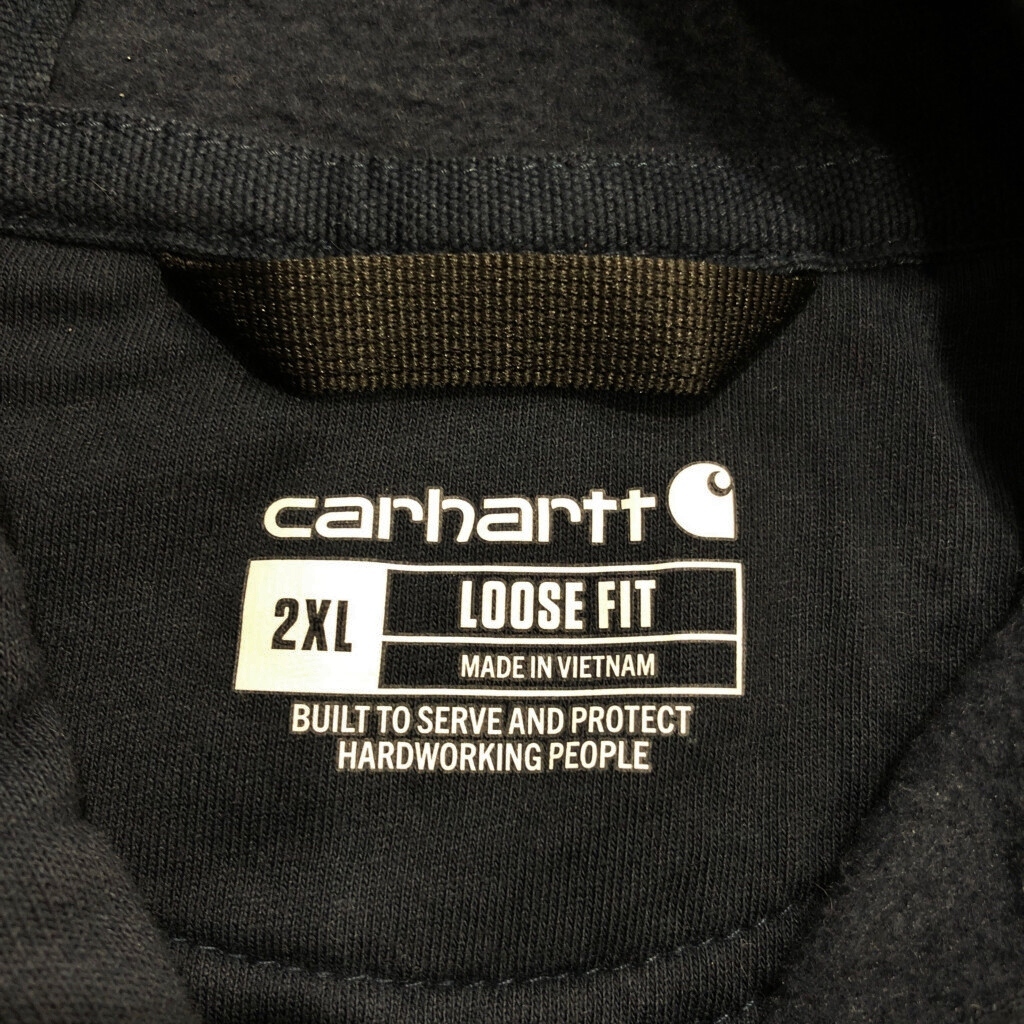 carhartt
2XL
LOOSE FIT
MADE IN VIETNAM
BUILT TO SERVE AND PROTECT
HARDWORKING PEOPLE